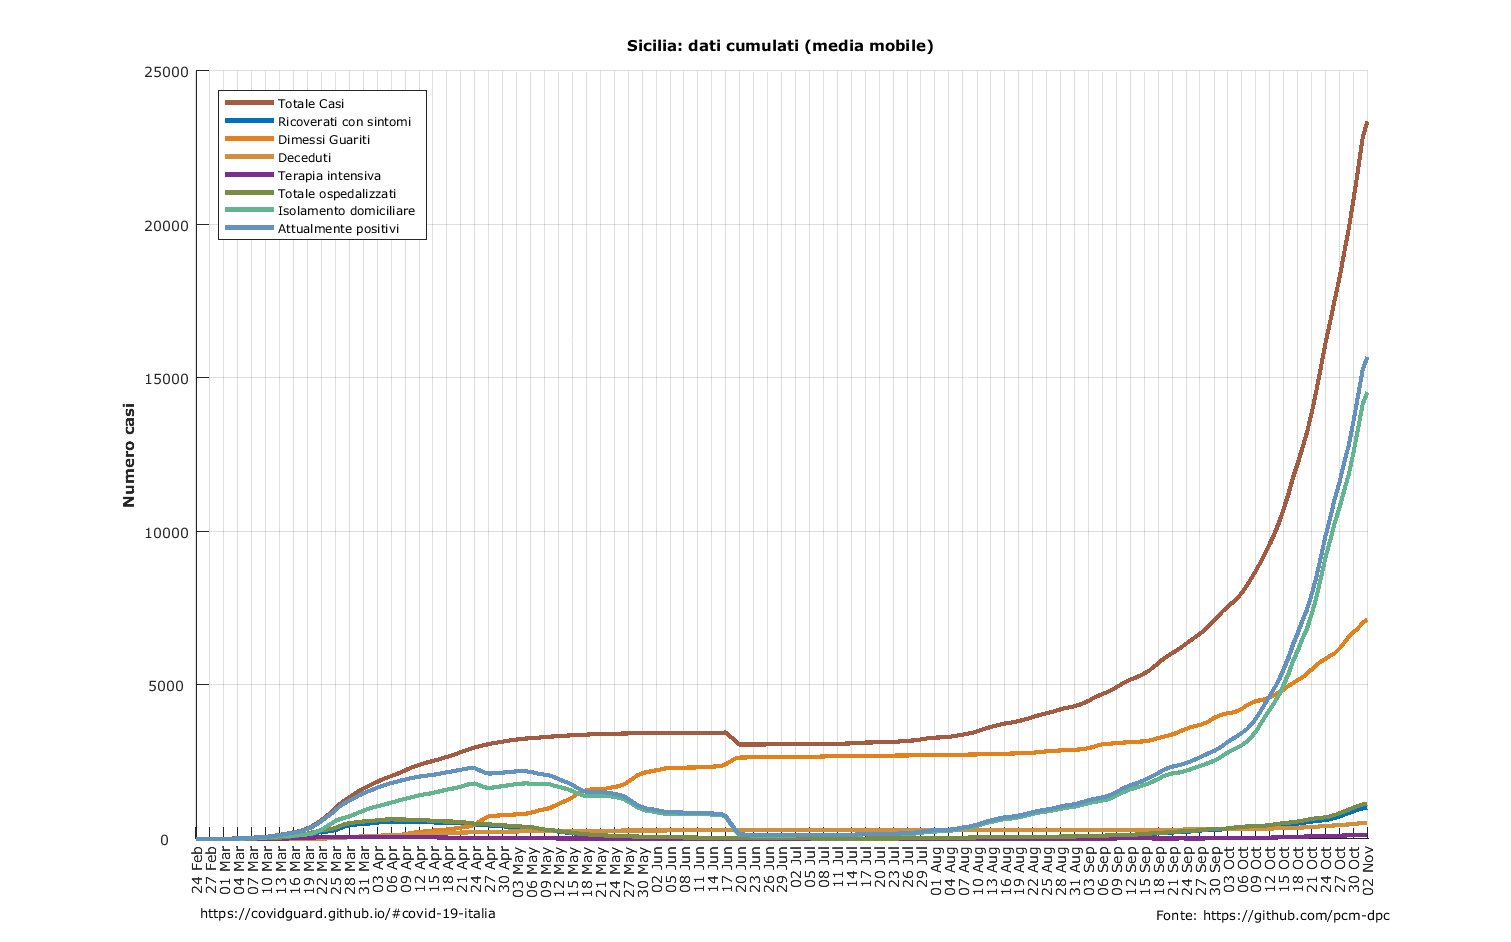 Sicilia: dati cumulati (media mobile)
25000
20000
15000
10000
5000
0
Numero casi
Totale Casi
Ricoverati con sintomi
Dimessi Guariti
Deceduti
Terapia intensiva
Totale ospedalizzati
Isolamento domiciliare
Attualmente positivi
24 Feb
27 Feb
01 Mar
04 Mar
07 Mar
10 Mar
13 Mar
16 Mar
19 Mar
22 Mar
25 Mar
28 Mar
31 Mar
03 Apr
06 Apr
09 Apr
12 Apr
15 Apr
18 Apr
21 Apr
24 Apr
27 Apr
30 Apr
03 May
06 May
09 May
12 May
15 May
18 May
21 May
24 May
27 May
30 May
02 Jun
05 Jun
08 Jun
11 Jun
14 Jun
17 Jun
20 Jun
23 Jun
26 Jun
29 Jun
02 Jul
05 Jul
08 Jul
11 Jul
14 Jul
17 Jul
20 Jul
23 Jul
26 Jul
29 Jul
01 Aug
04 Aug
07 Aug
10 Aug
13 Aug
16 Aug
19 Aug
22 Aug
25 Aug
28 Aug
31 Aug
03 Sep
06 Sep
09 Sep
12 Sep
15 Sep
18 Sep
21 Sep
24 Sep
27 Sep
30 Sep
03 Oct
06 Oct
09 Oct
12 Oct
15 Oct
18 Oct
21 Oct
24 Oct
27 Oct
30 Oct
02 Nov
https://covidguard.github.io/#covid-19-italia
Fonte: https://github.com/pcm-dpc